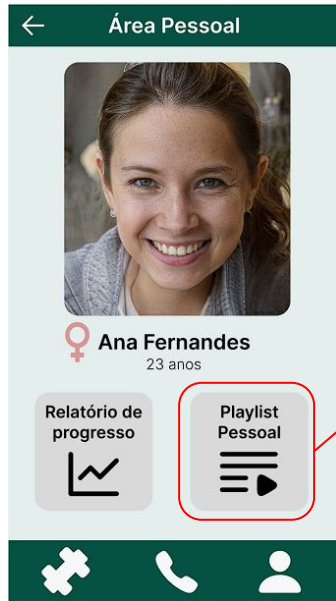 Área Pessoal
Ana Fernandes
23 anos
Relatório de
progresso
Playlist
Pessoal